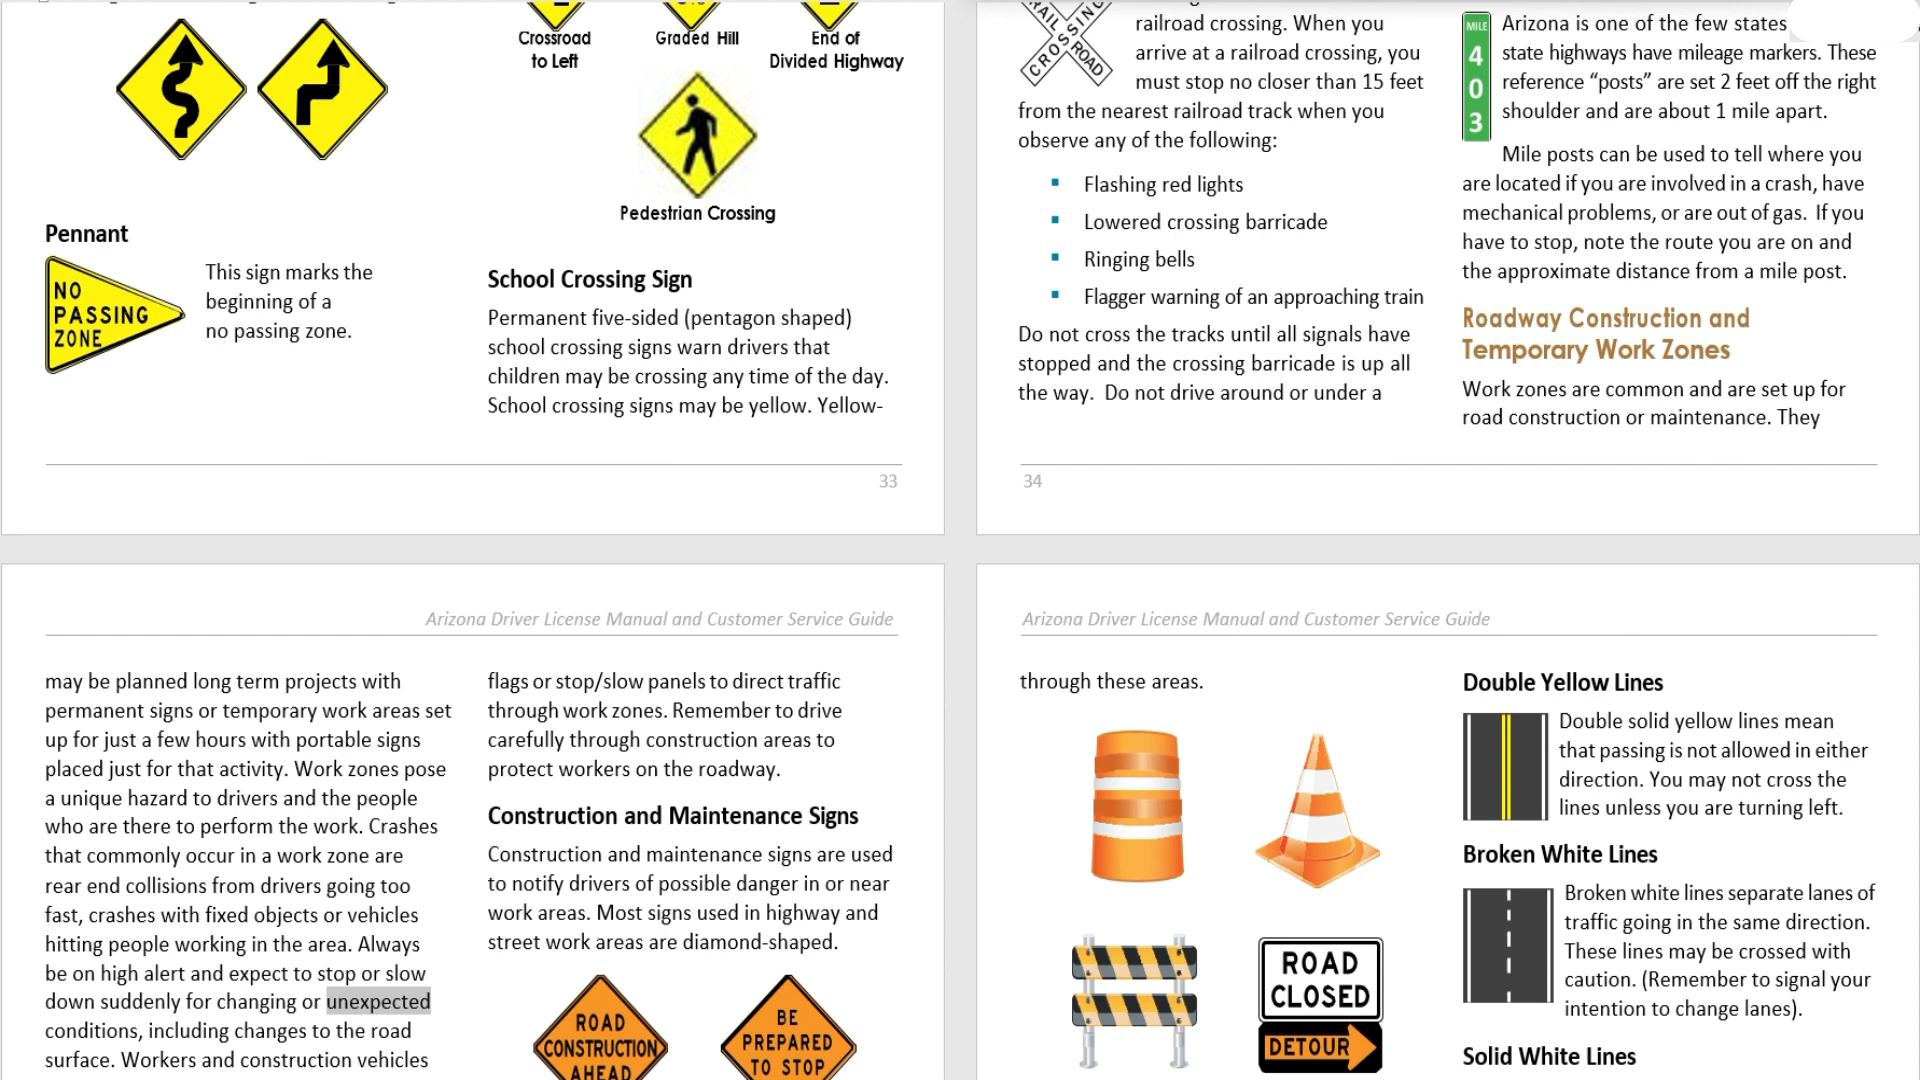 Crossroad
to Left
Graded Hill
End of
Divided Highway
Pedestrian Crossing
Pennant
NO
PASSING
ZONE
This sign marks the
beginning of a
no passing zone.
School Crossing Sign
Permanent five-sided (pentagon shaped)
school crossing signs warn drivers that
children may be crossing any time of the day.
School crossing signs may be yellow. Yellow-
33
RAIL
ROAD
CROSSING
railroad crossing. When you
arrive at a railroad crossing, you
must stop no closer than 15 feet
from the nearest railroad track when you
observe any of the following:
▪ Flashing red lights
▪ Lowered crossing barricade
▪ Ringing bells
▪ Flagger warning of an approaching train
Do not cross the tracks until all signals have
stopped and the crossing barricade is up all
the way.  Do not drive around or under a
MILE
4
0
3
Arizona is one of the few states
state highways have mileage markers. These
reference “posts” are set 2 feet off the right
shoulder and are about 1 mile apart.
Mile posts can be used to tell where you
are located if you are involved in a crash, have
mechanical problems, or are out of gas.  If you
have to stop, note the route you are on and
the approximate distance from a mile post.
Roadway Construction and
Temporary Work Zones
Work zones are common and are set up for
road construction or maintenance. They
34
Arizona Driver License Manual and Customer Service Guide
may be planned long term projects with
permanent signs or temporary work areas set
up for just a few hours with portable signs
placed just for that activity. Work zones pose
a unique hazard to drivers and the people
who are there to perform the work. Crashes
that commonly occur in a work zone are
rear end collisions from drivers going too
fast, crashes with fixed objects or vehicles
hitting people working in the area. Always
be on high alert and expect to stop or slow
down suddenly for changing or unexpected
conditions, including changes to the road
surface. Workers and construction vehicles
flags or stop/slow panels to direct traffic
through work zones. Remember to drive
carefully through construction areas to
protect workers on the roadway.
Construction and Maintenance Signs
Construction and maintenance signs are used
to notify drivers of possible danger in or near
work areas. Most signs used in highway and
street work areas are diamond-shaped.
ROAD
CONSTRUCTION
AHEAD
BE
PREPARED
TO STOP
Arizona Driver License Manual and Customer Service Guide
through these areas.
ROAD
CLOSED
DETOUR
Double Yellow Lines
Double solid yellow lines mean
that passing is not allowed in either
direction. You may not cross the
lines unless you are turning left.
Broken White Lines
Broken white lines separate lanes of
traffic going in the same direction.
These lines may be crossed with
caution. (Remember to signal your
intention to change lanes).
Solid White Lines